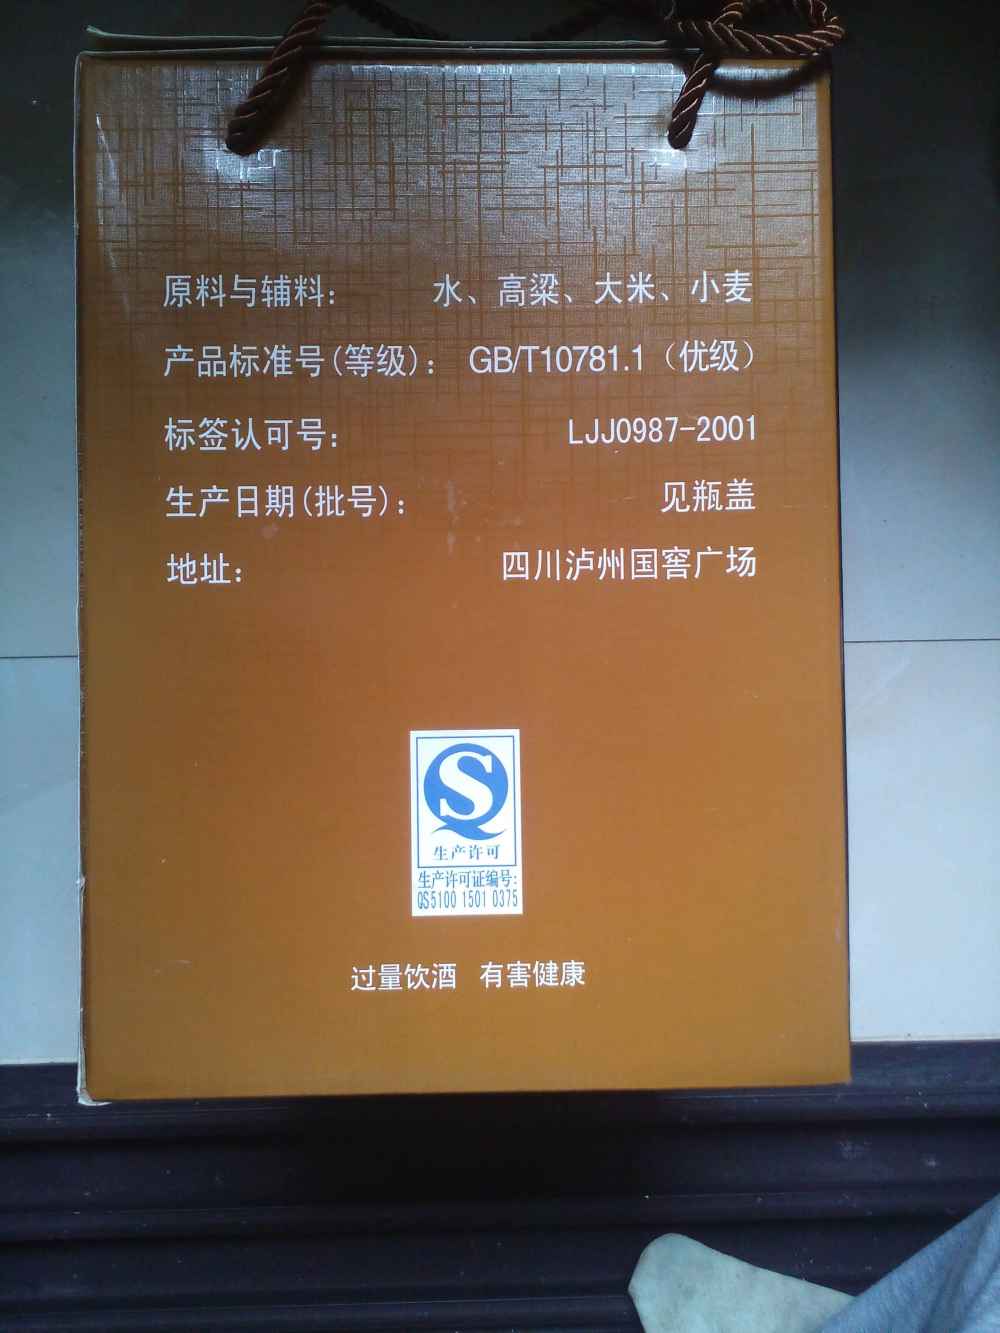 原料与辅料： 水、高粱、大米、小麦
产品标准号(等级)： GB/T10781.1（优级）
标签认可号： LJJ0987-2001
生产日期(批号)： 见瓶盖
地址： 四川泸州国窖广场
QS
生产许可
生产许可证编号:
QS5100 1501 0375
过量饮酒 有害健康